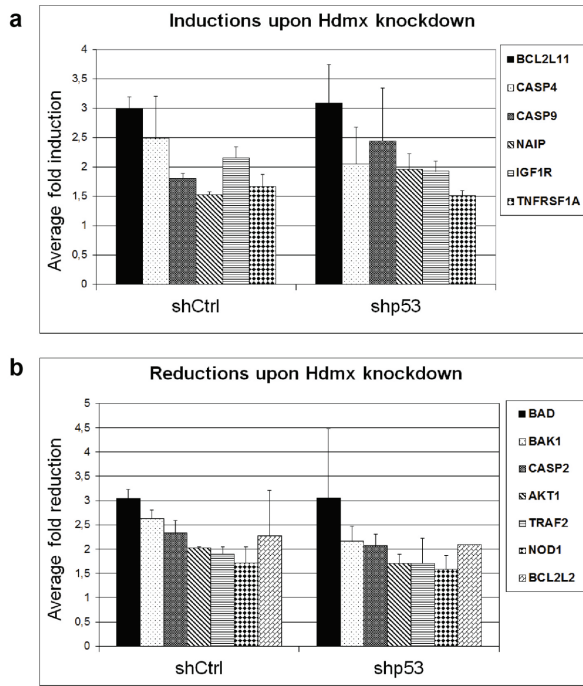 a
Inductions upon Hdmx knockdown
Average fold induction
4
3,5
3
2,5
2
1,5
1
0,5
0
shCtrl
shp53
BCL2L11
CASP4
CASP9
NAIP
IGF1R
TNFRSF1A
b
Reductions upon Hdmx knockdown
Average fold reduction
5
4,5
4
3,5
3
2,5
2
1,5
1
0,5
0
shCtrl
shp53
BAD
BAK1
CASP2
AKT1
TRAF2
NOD1
BCL2L2